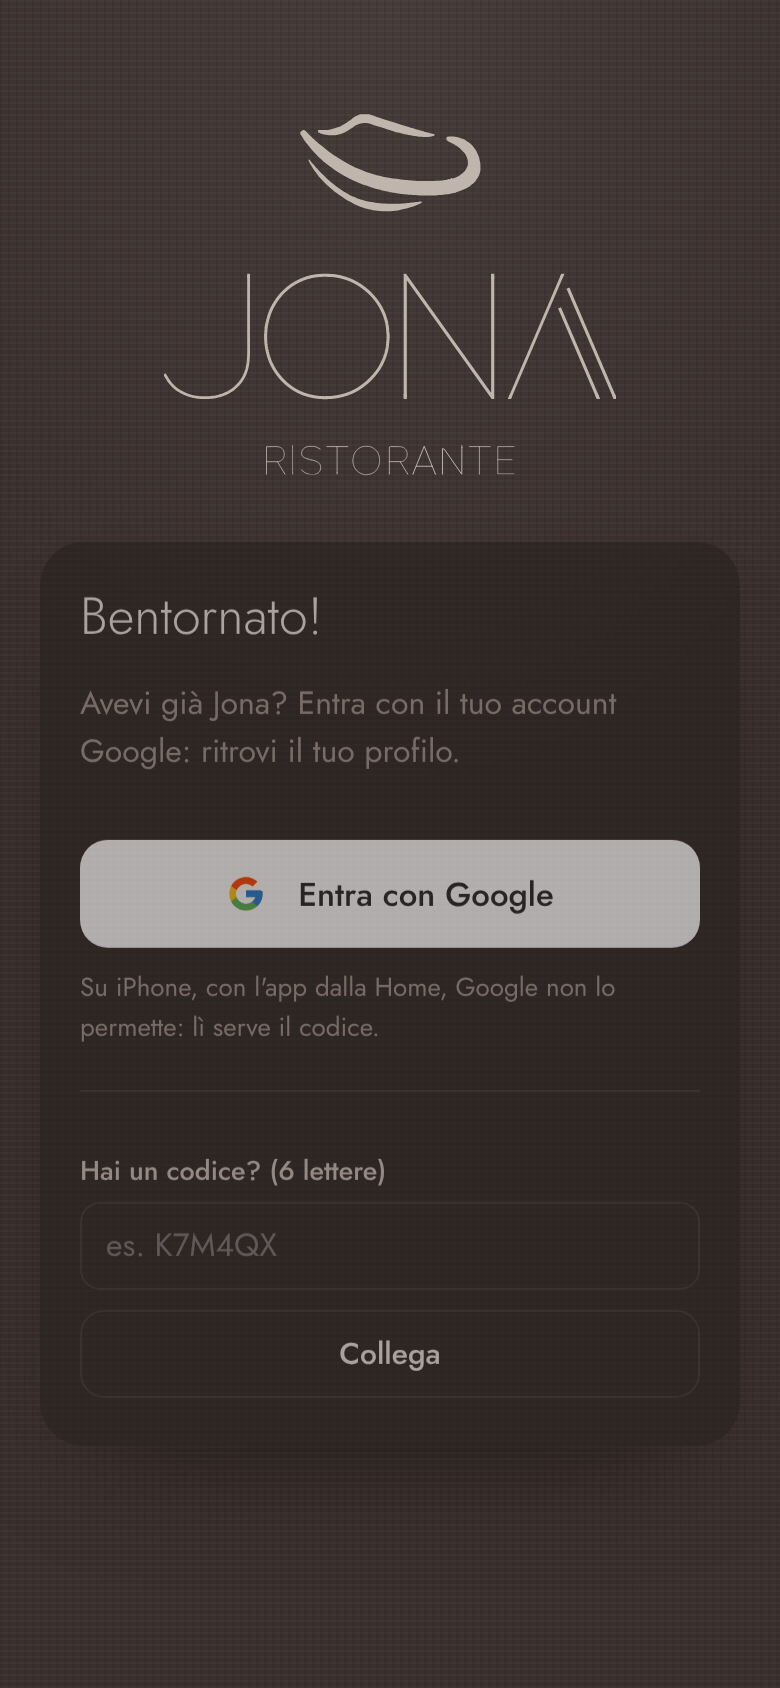 JONA
RISTORANTE
Bentornato!
Avevi già Jona? Entra con il tuo account
Google: ritrovi il tuo profilo.
Entra con Google
Su iPhone, con l'app dalla Home, Google non lo
permette: lì serve il codice.
Hai un codice? (6 lettere)
es. K7M4QX
Collega